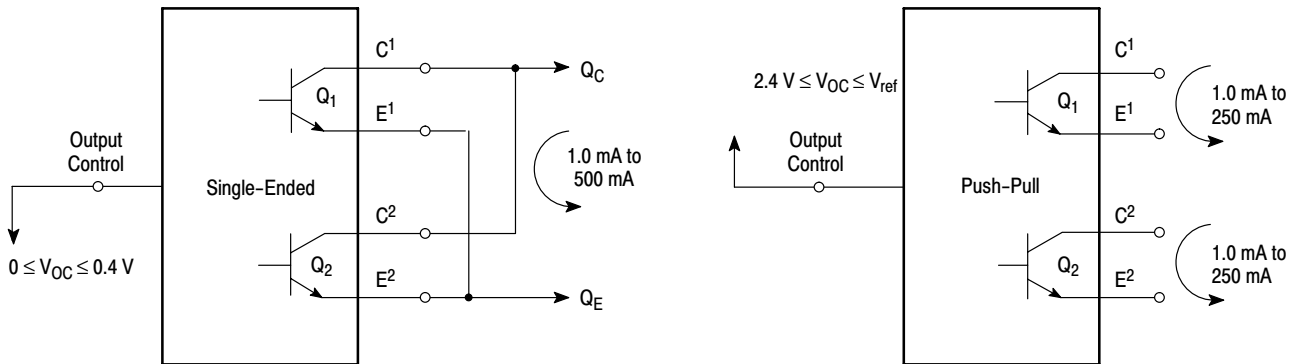 C1
QC
Q1
E1
Output
Control
1.0 mA to
500 mA
Single-Ended
C2
0 ≤ VOC ≤ 0.4 V
Q2
E2
QE
C1
2.4 V ≤ VOC ≤ Vref
Q1
1.0 mA to
250 mA
E1
Output
Control
Push-Pull
C2
Q2
1.0 mA to
250 mA
E2